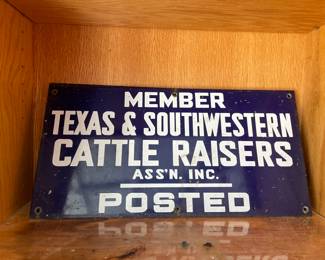 MEMBER
TEXAS & SOUTHWESTERN
CATTLE RAISERS
ASS'N. INC.
POSTED